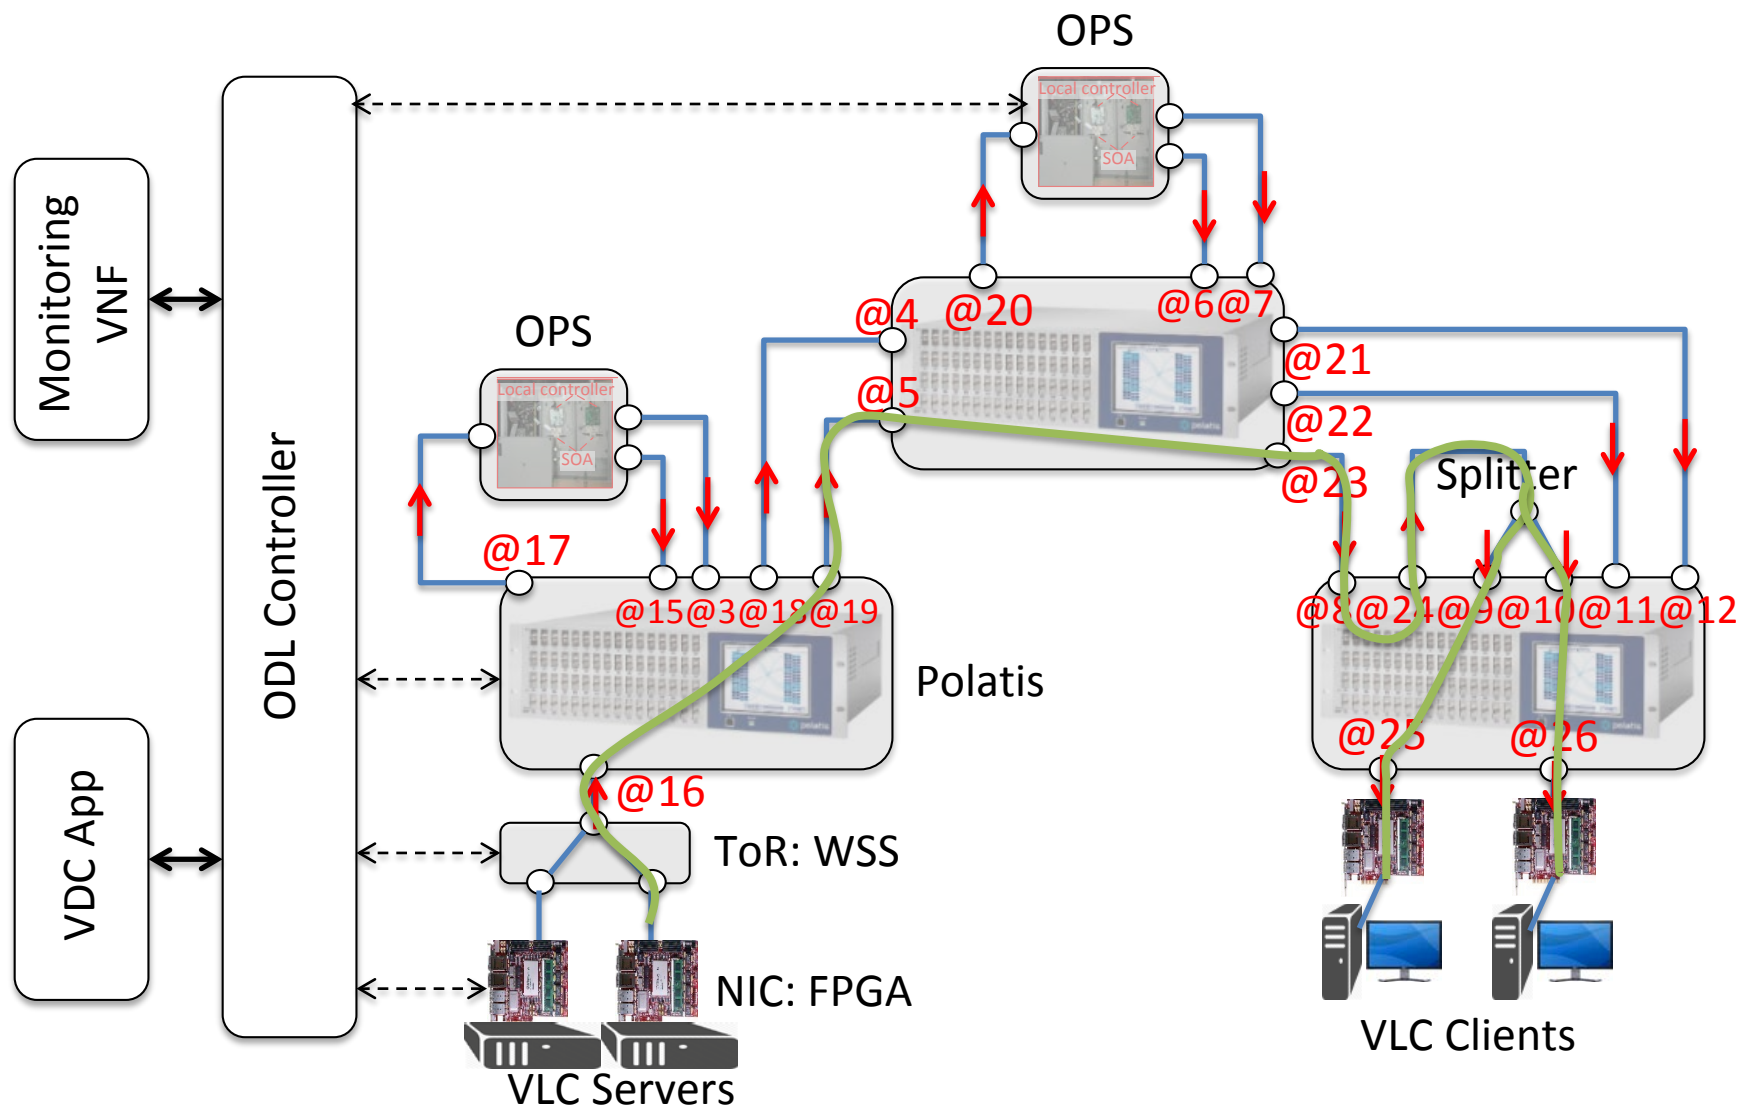 OPS
Local controller
SOA
Monitoring
VNF
@4
@20
@6@7
OPS
@21
Local controller
@5
@22
polatis
SOA
@23
Splitter
ODL Controller
@17
@15@3@18@19
@8@24@9@10@11@12
Polatis
polatis
@25
@26
VDC App
@16
ToR: WSS
NIC: FPGA
VLC Clients
VLC Servers